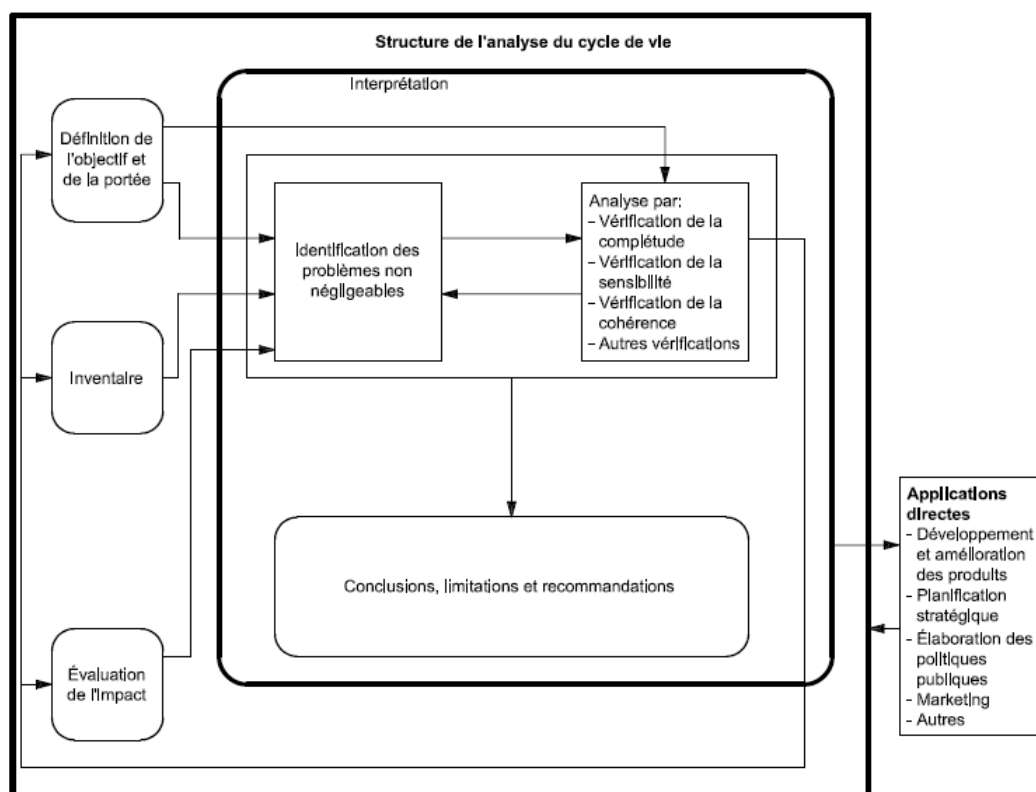 Structure de l'analyse du cycle de vie
Interprétation
Définition de
l'objectif et
de la portée
Identification des
problèmes non
négligeables
Analyse par:
– Vérification de la
complétude
– Vérification de la
sensibilité
– Vérification de la
cohérence
– Autres vérifications
Inventaire
Évaluation
de l'impact
Conclusions, limitations et recommandations
Applications
directes
- Développement
et amélioration
des produits
- Planification
stratégique
- Élaboration des
politiques
publiques
- Marketing
- Autres